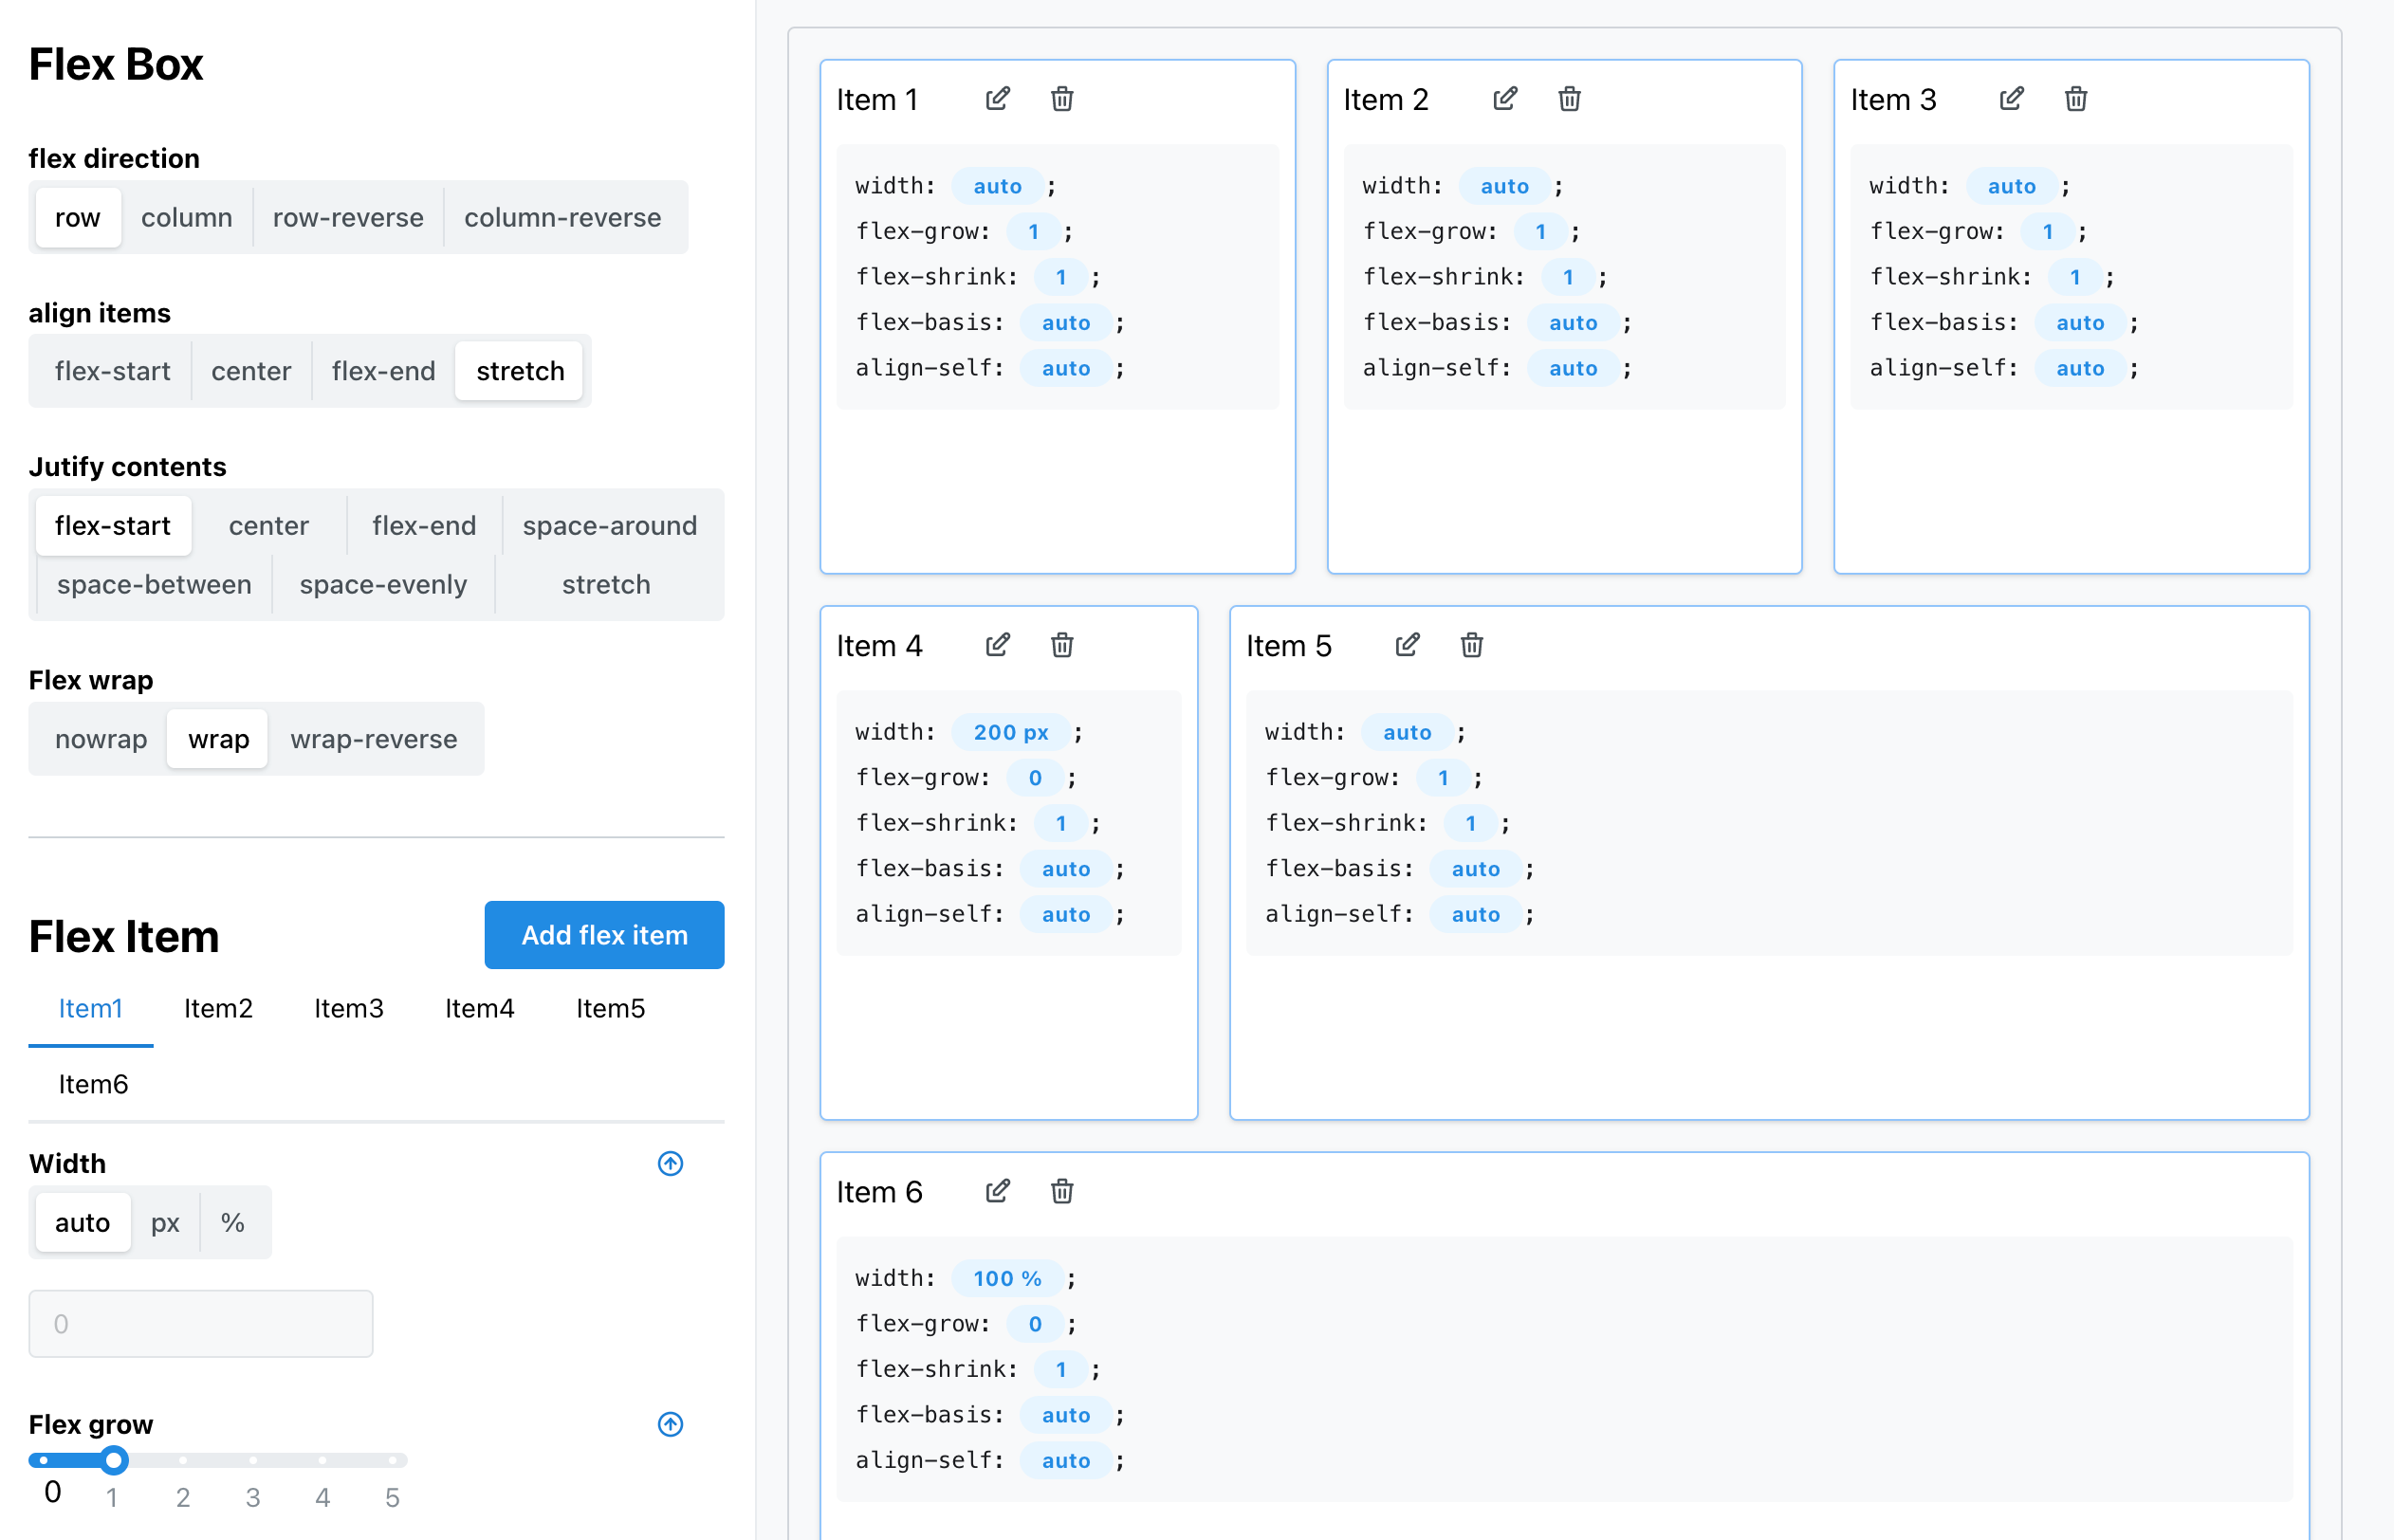 Flex Box
flex direction
row column row-reverse column-reverse
align items
flex-start center flex-end stretch
Jutify contents
flex-start center flex-end space-around
space-between space-evenly stretch
Flex wrap
nowrap wrap wrap-reverse
Flex Item Add flex item
Item1 Item2 Item3 Item4 Item5
Item6
Width
auto px %
0
Flex grow
0 1 2 3 4 5
Item 1
width: auto ;
flex-grow: 1 ;
flex-shrink: 1 ;
flex-basis: auto ;
align-self: auto ;
Item 2
width: auto ;
flex-grow: 1 ;
flex-shrink: 1 ;
flex-basis: auto ;
align-self: auto ;
Item 3
width: auto ;
flex-grow: 1 ;
flex-shrink: 1 ;
flex-basis: auto ;
align-self: auto ;
Item 4
width: 200 px ;
flex-grow: 0 ;
flex-shrink: 1 ;
flex-basis: auto ;
align-self: auto ;
Item 5
width: auto ;
flex-grow: 1 ;
flex-shrink: 1 ;
flex-basis: auto ;
align-self: auto ;
Item 6
width: 100 % ;
flex-grow: 0 ;
flex-shrink: 1 ;
flex-basis: auto ;
align-self: auto ;